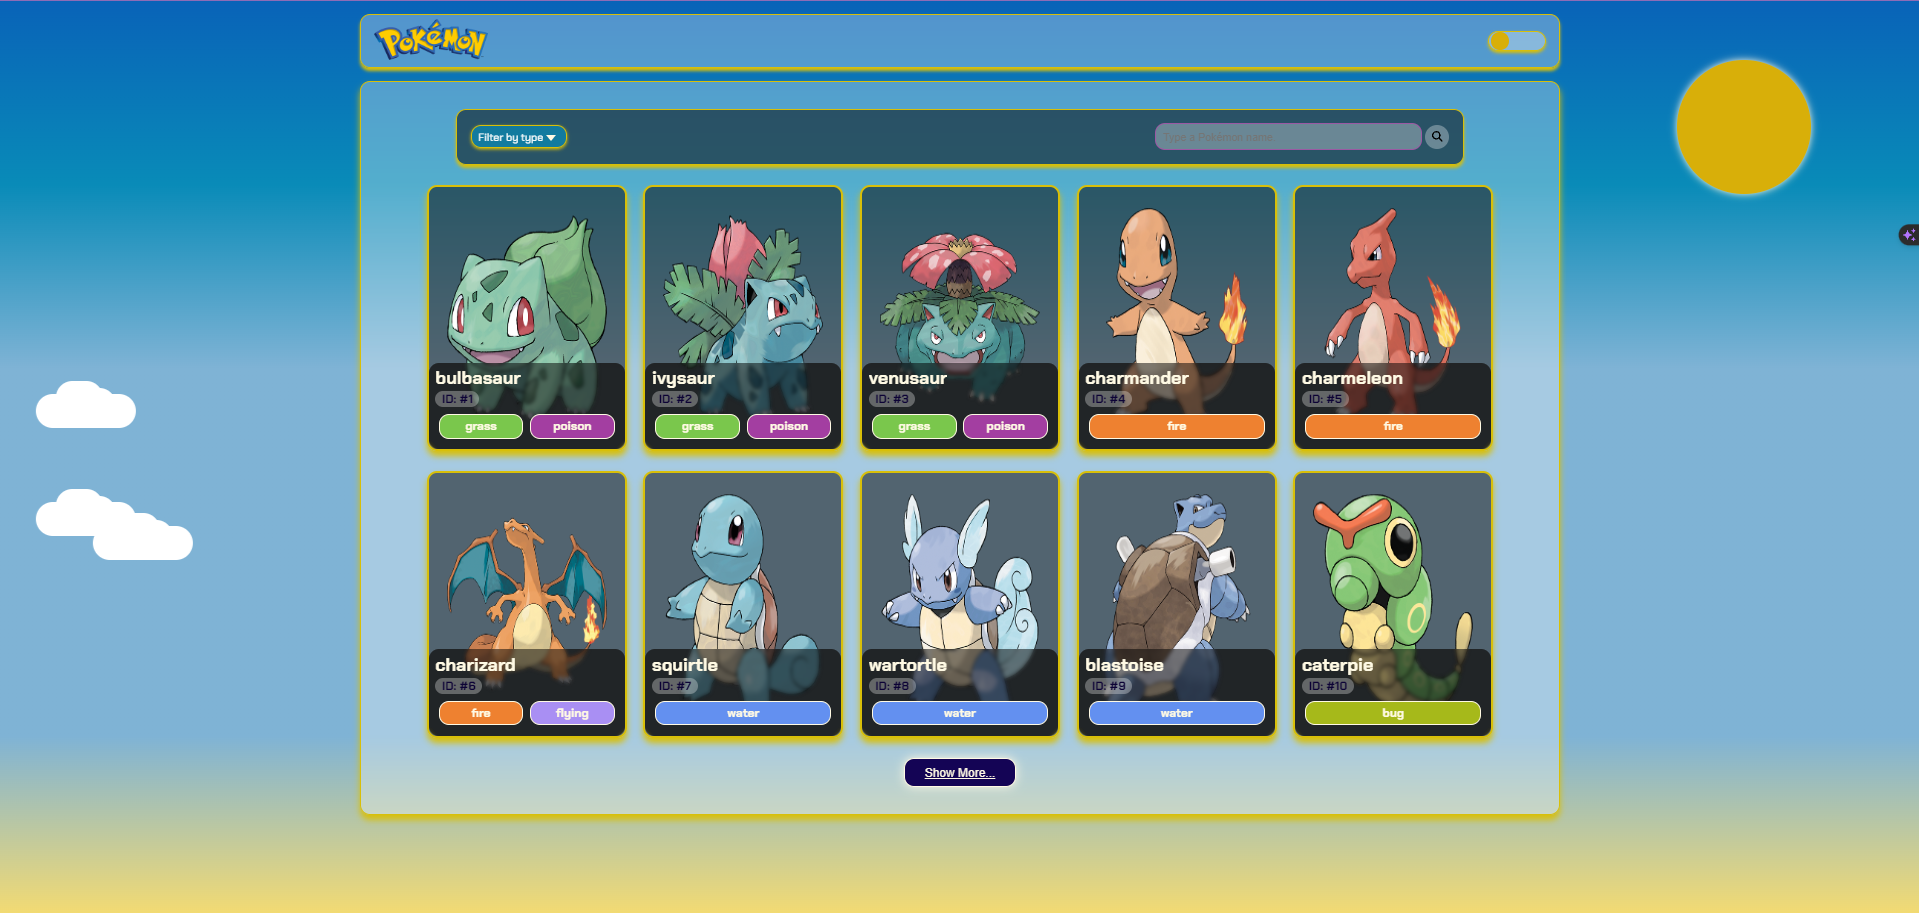 POKéMON
Filter by type
Type a Pokémon name...
bulbasaur
ID: #1
grass poison
ivysaur
ID: #2
grass poison
venusaur
ID: #3
grass poison
charmander
ID: #4
fire
charmeleon
ID: #5
fire
charizard
ID: #6
fire flying
squirtle
ID: #7
water
wartortle
ID: #8
water
blastoise
ID: #9
water
caterpie
ID: #10
bug
Show More...